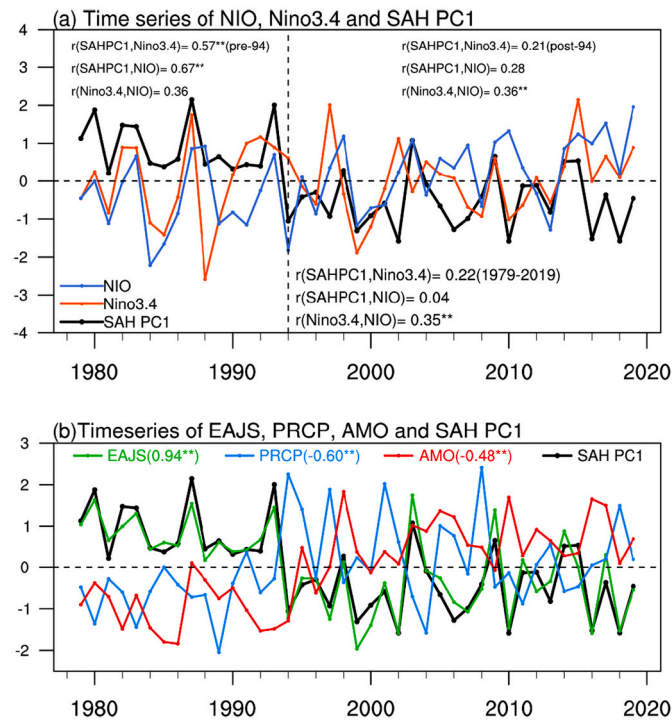 (a) Time series of NIO, Nino3.4 and SAH PC1
r(SAHPC1,Nino3.4)= 0.57**(pre-94)
r(SAHPC1,NIO)= 0.67**
r(Nino3.4,NIO)= 0.36
r(SAHPC1,Nino3.4)= 0.21(post-94)
r(SAHPC1,NIO)= 0.28
r(Nino3.4,NIO)= 0.36**
4
3
2
1
0
-1
-2
-3
-4
NIO
Nino3.4
SAH PC1
r(SAHPC1,Nino3.4)= 0.22(1979-2019)
r(SAHPC1,NIO)= 0.04
r(Nino3.4,NIO)= 0.35**
1980 1990 2000 2010 2020
(b)Timeseries of EAJS, PRCP, AMO and SAH PC1
EAJS(0.94**) PRCP(-0.60**) AMO(-0.48**) SAH PC1
3
2
1
0
-1
-2
1980 1990 2000 2010 2020